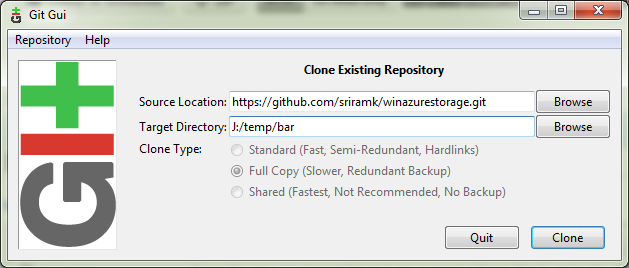 Git Gui
Repository Help
Clone Existing Repository
Source Location: https://github.com/sriramk/winazurestorage.git Browse
Target Directory: J:/temp/bar Browse
Clone Type: Standard (Fast, Semi-Redundant, Hardlinks)
Full Copy (Slower, Redundant Backup)
Shared (Fastest, Not Recommended, No Backup)
Quit Clone